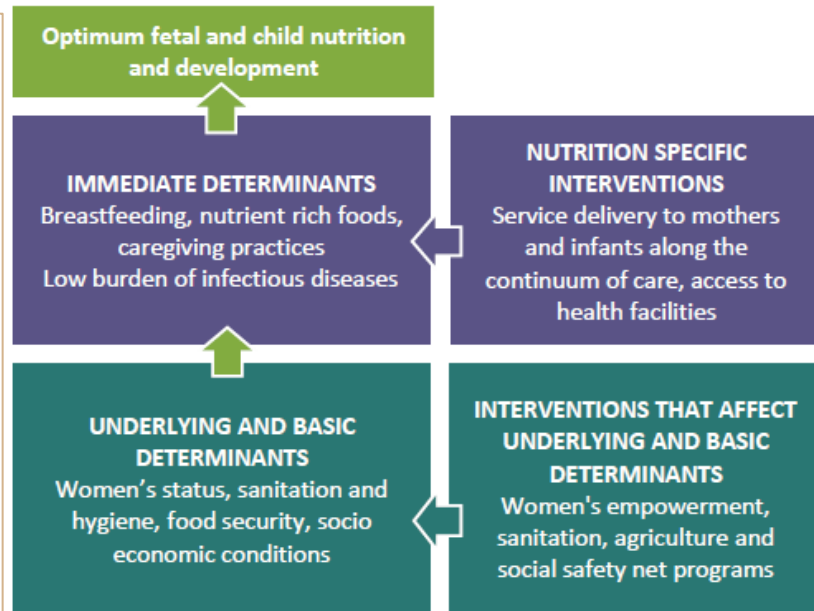 Optimum fetal and child nutrition
and development
IMMEDIATE DETERMINANTS
Breastfeeding, nutrient rich foods,
caregiving practices
Low burden of infectious diseases
NUTRITION SPECIFIC
INTERVENTIONS
Service delivery to mothers
and infants along the
continuum of care, access to
health facilities
UNDERLYING AND BASIC
DETERMINANTS
Women’s status, sanitation and
hygiene, food security, socio
economic conditions
INTERVENTIONS THAT AFFECT
UNDERLYING AND BASIC
DETERMINANTS
Women's empowerment,
sanitation, agriculture and
social safety net programs